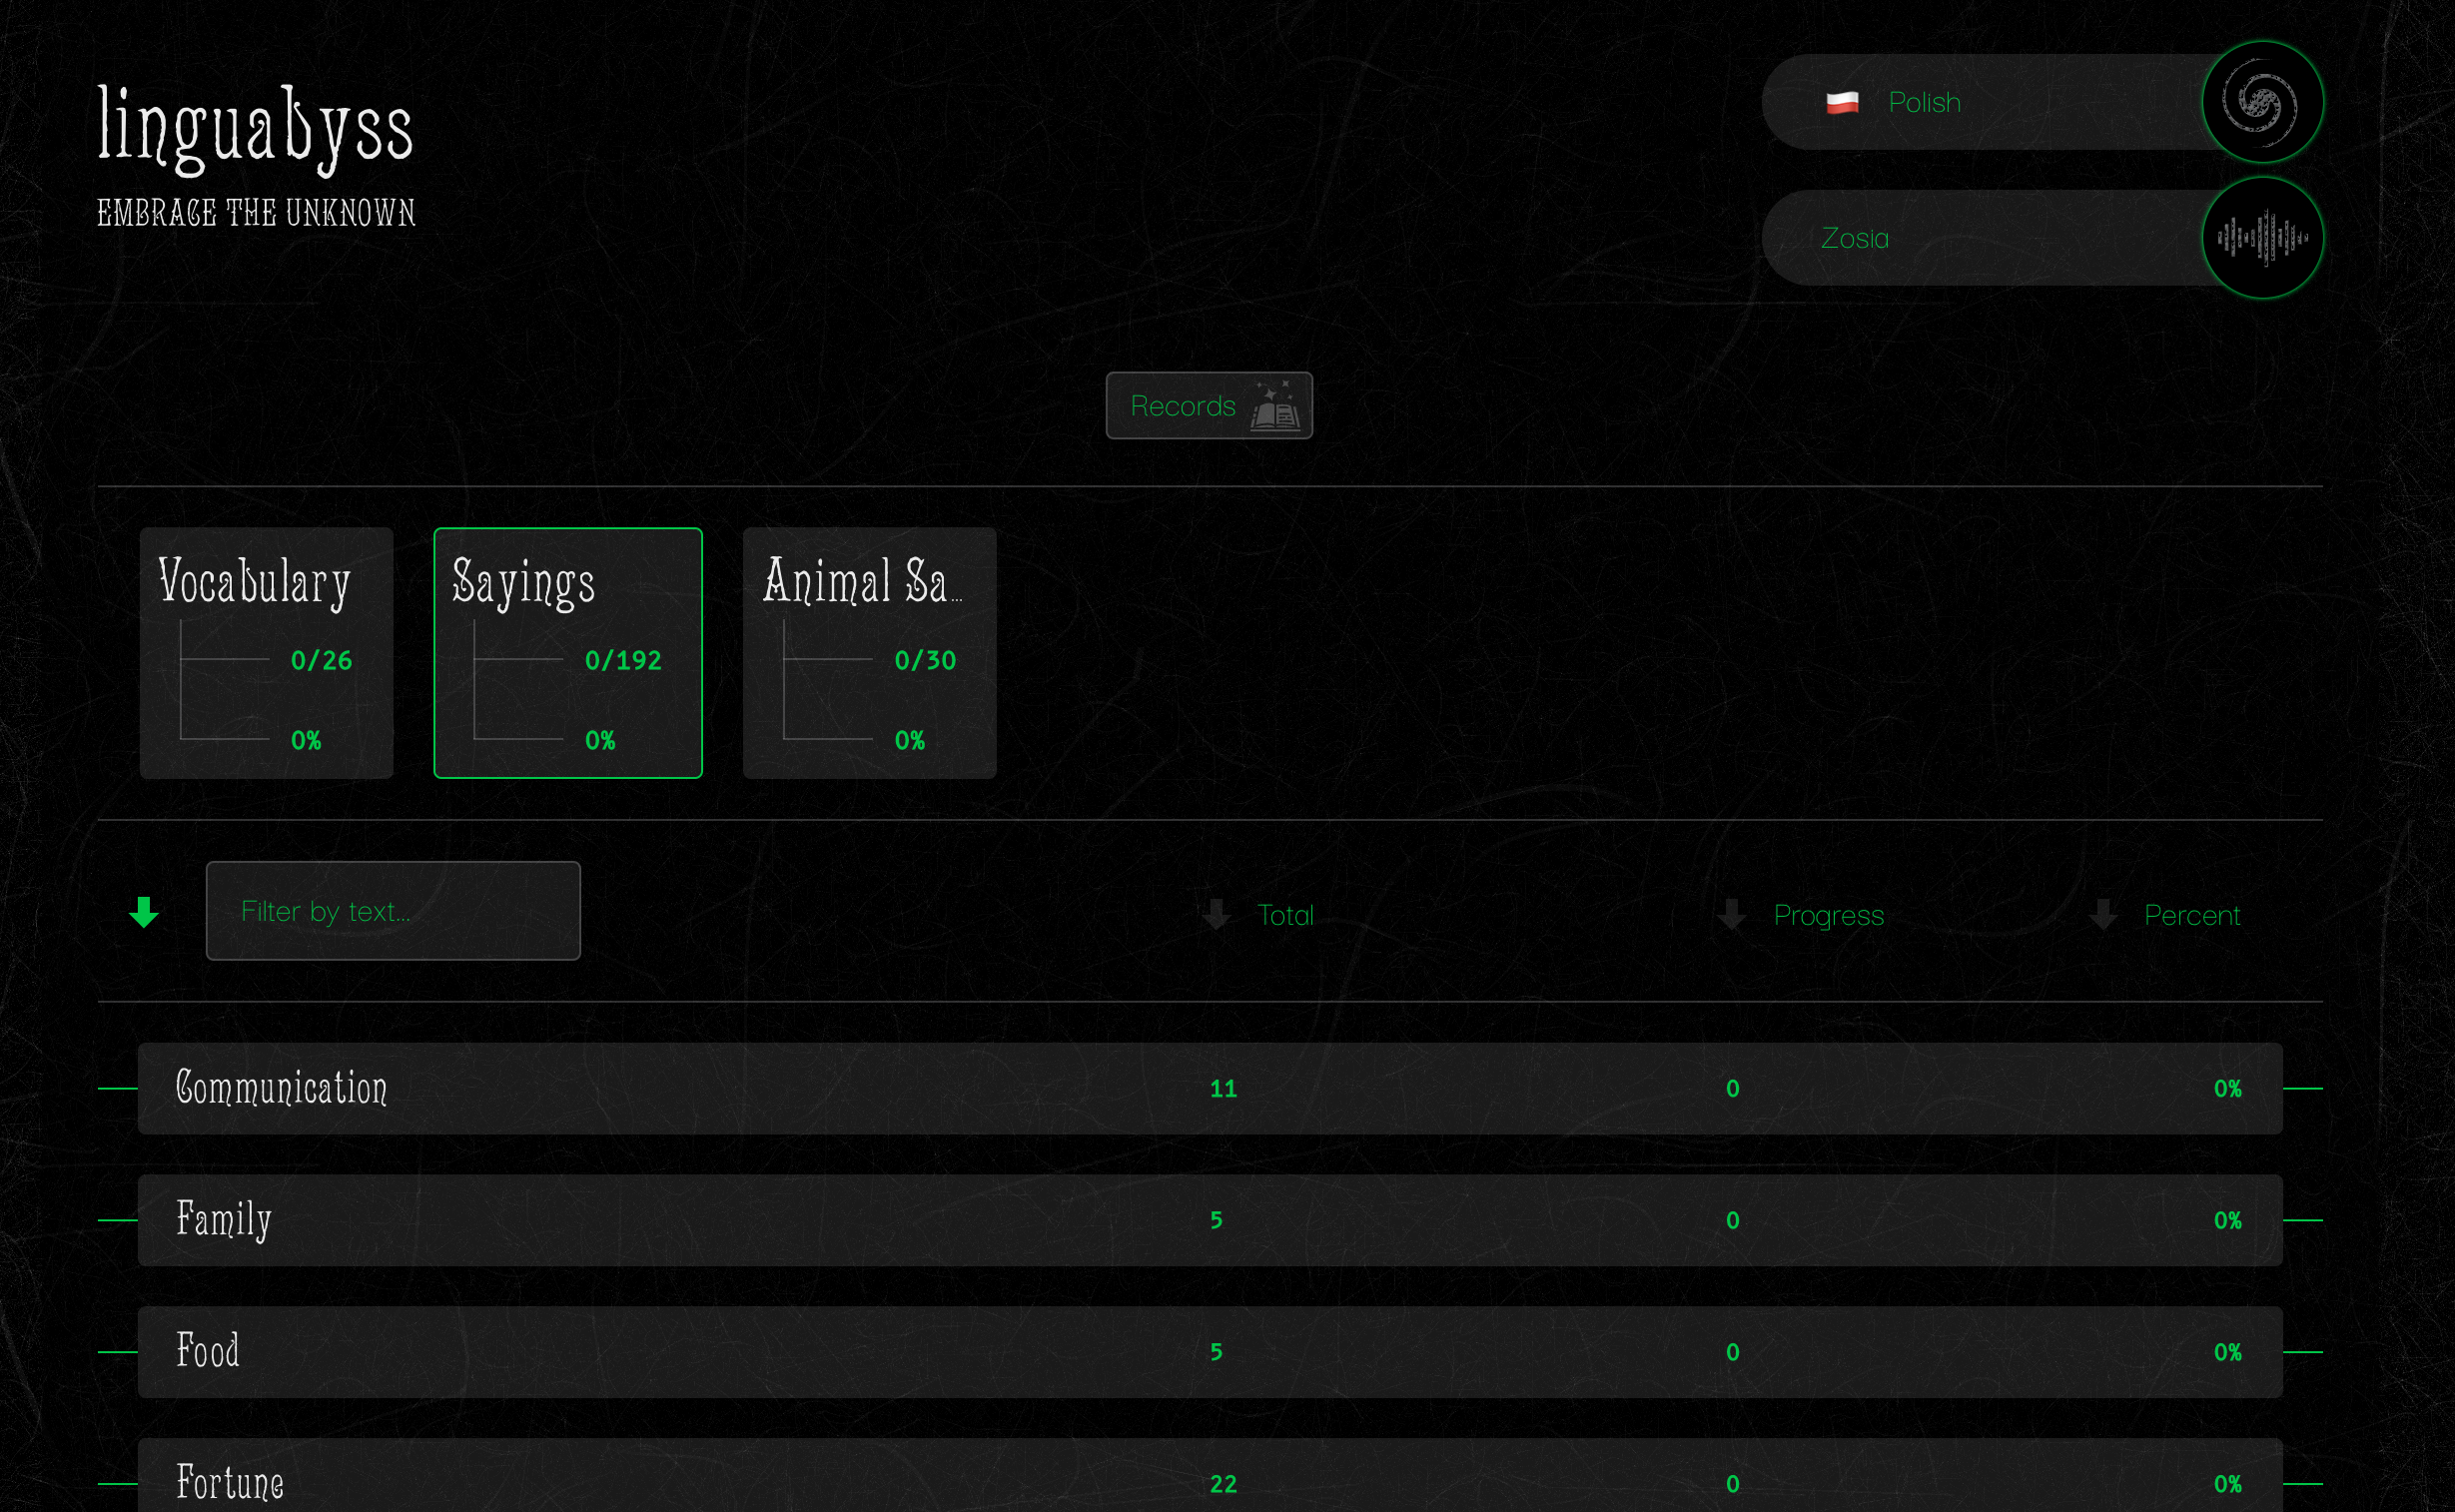 linguabyss
EMBRACE THE UNKNOWN
Polish
Zosia
Records
Vocabulary
0/26
0%
Sayings
0/192
0%
Animal Sa...
0/30
0%
Filter by text...
Total
Progress
Percent
Communication 11 0 0%
Family 5 0 0%
Food 5 0 0%
Fortune 22 0 0%